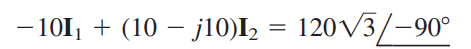 −10I₁ + (10 − j10)I₂ = 120√3/−90°